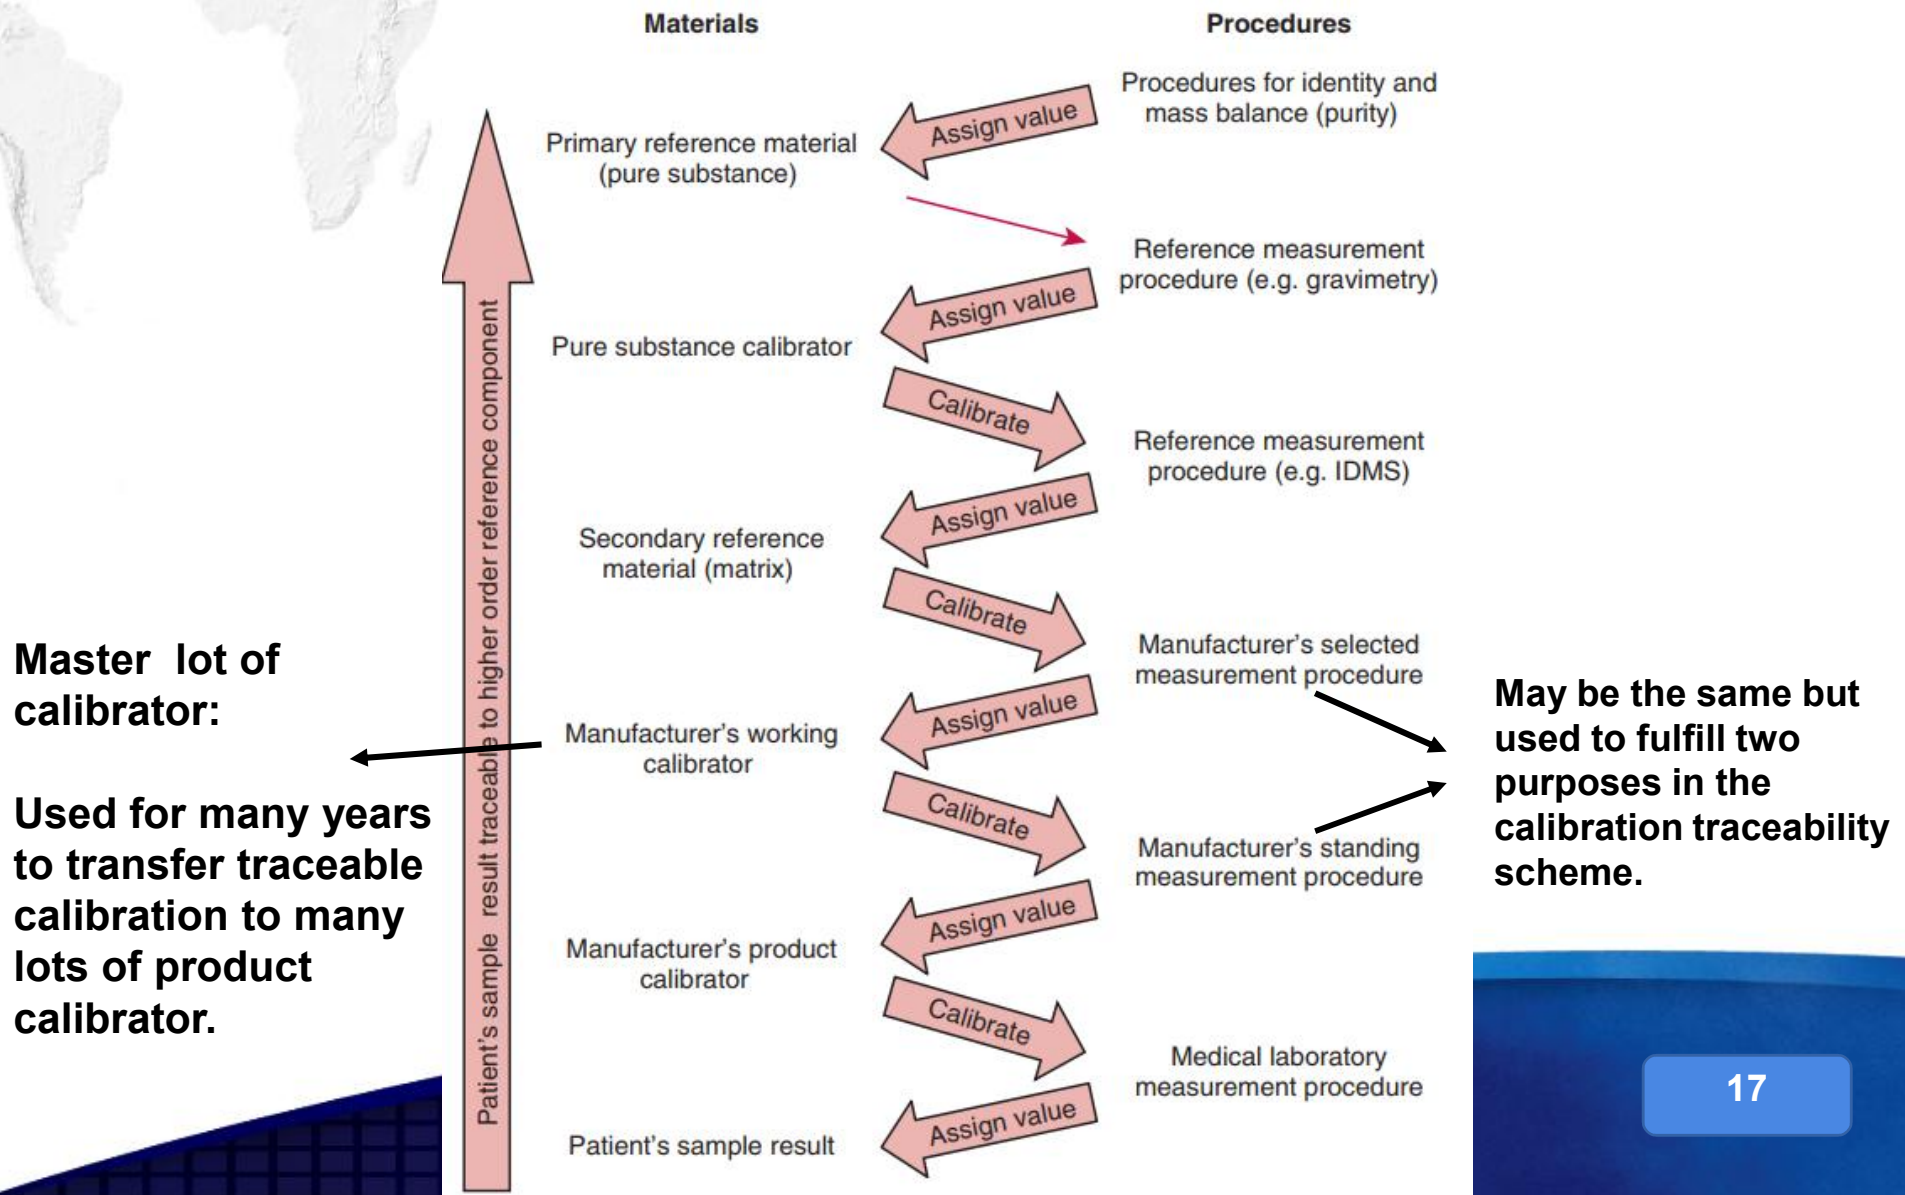 Materials
Procedures
Procedures for identity and
mass balance (purity)
Assign value
Primary reference material
(pure substance)
Reference measurement
procedure (e.g. gravimetry)
Assign value
Pure substance calibrator
Calibrate
Reference measurement
procedure (e.g. IDMS)
Assign value
Secondary reference
material (matrix)
Calibrate
Manufacturer's selected
measurement procedure
Assign value
Manufacturer's working
calibrator
Calibrate
Manufacturer's standing
measurement procedure
Assign value
Manufacturer's product
calibrator
Calibrate
Medical laboratory
measurement procedure
Assign value
Patient's sample result
Patient's sample result traceable to higher order reference component
Master lot of
calibrator:
Used for many years
to transfer traceable
calibration to many
lots of product
calibrator.
May be the same but
used to fulfill two
purposes in the
calibration traceability
scheme.
17